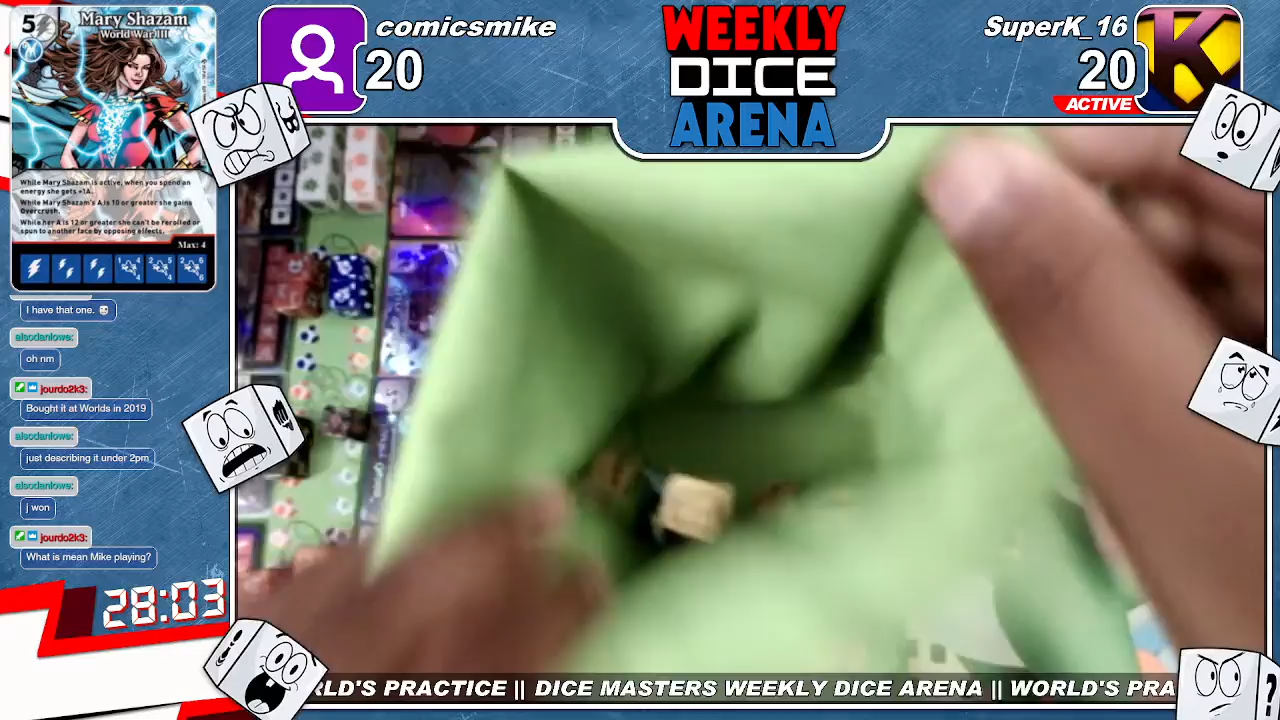 5
Mary Shazam
World War III
While Mary Shazam is active, when you spend an
energy she gets +1A.
While Mary Shazam's A is 10 or greater she gains
Overcrush.
While her A is 12 or greater she can't be rerolled or
spun to another face by opposing effects.
Max: 4
comicsmike
20
WEEKLY
DICE
ARENA
SuperK_16
20
ACTIVE
K
I have that one.
alsodanlowe:
oh nm
jourdo2k3:
Bought it at Worlds in 2019
alsodanlowe:
just describing it under 2pm
alsodanlowe:
j won
jourdo2k3:
What is mean Mike playing?
28:03
RLD'S PRACTICE || DICE MASTERS WEEKLY DICE ARENA || WORLD'S PRA